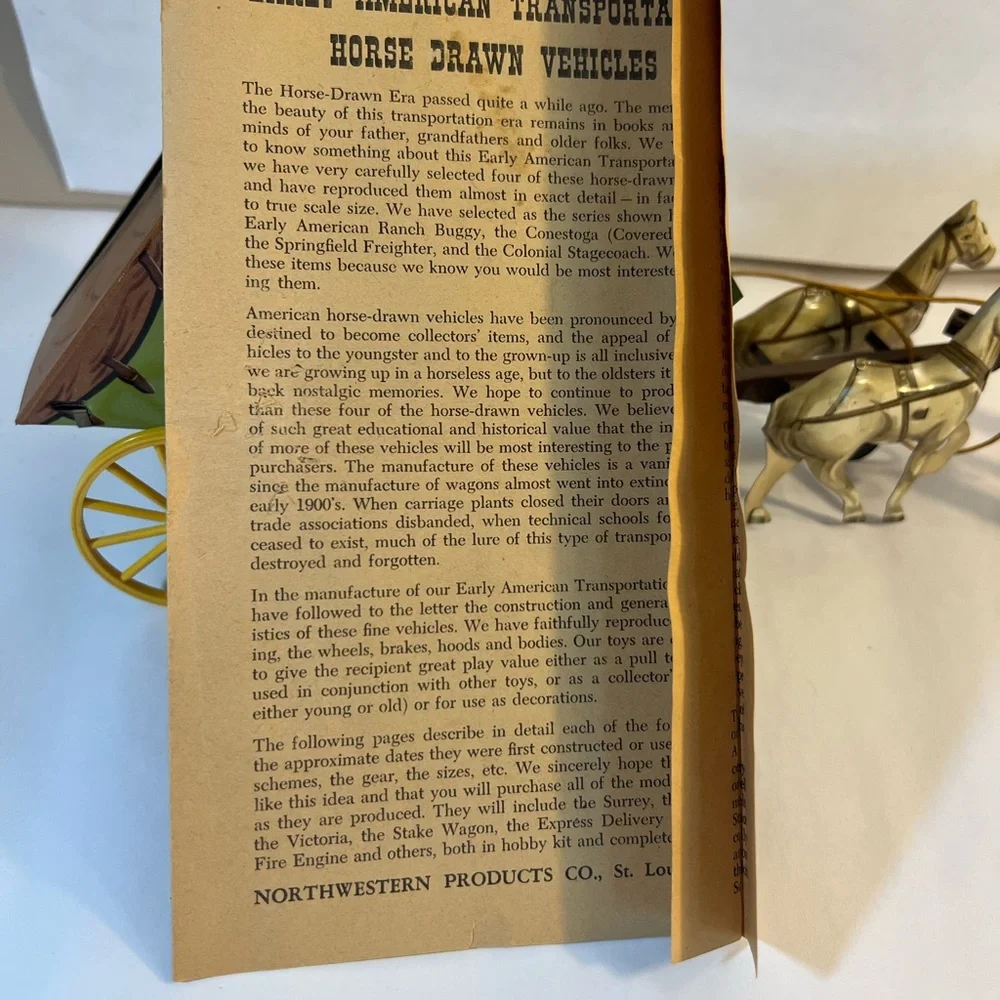 EARLY AMERICAN TRANSPORTA
HORSE DRAWN VEHICLES
The Horse-Drawn Era passed quite a while ago. The mer
the beauty of this transportation era remains in books a
minds of your father, grandfathers and older folks. We
to know something about this Early American Transporta
we have very carefully selected four of these horse-drawn
and have reproduced them almost in exact detail — in fa
to true scale size. We have selected as the series shown
Early American Ranch Buggy, the Conestoga (Covered
the Springfield Freighter, and the Colonial Stagecoach. W
these items because we know you would be most intereste
ing them.
American horse-drawn vehicles have been pronounced by
destined to become collectors' items, and the appeal of
hicles to the youngster and to the grown-up is all inclusive
we are growing up in a horseless age, but to the oldsters it
back nostalgic memories. We hope to continue to prod
than these four of the horse-drawn vehicles. We believe
of such great educational and historical value that the in
of more of these vehicles will be most interesting to the p
purchasers. The manufacture of these vehicles is a vani
since the manufacture of wagons almost went into extinc
early 1900's. When carriage plants closed their doors a
trade associations disbanded, when technical schools fo
ceased to exist, much of the lure of this type of transpor
destroyed and forgotten.
In the manufacture of our Early American Transportatio
have followed to the letter the construction and genera
istics of these fine vehicles. We have faithfully reproduc
ing, the wheels, brakes, hoods and bodies. Our toys are
to give the recipient great play value either as a pull t
used in conjunction with other toys, or as a collector'
either young or old) or for use as decorations.
The following pages describe in detail each of the fo
the approximate dates they were first constructed or use
schemes, the gear, the sizes, etc. We sincerely hope th
like this idea and that you will purchase all of the mod
as they are produced. They will include the Surrey, th
the Victoria, the Stake Wagon, the Express Delivery
Fire Engine and others, both in hobby kit and complete
NORTHWESTERN PRODUCTS CO., St. Lou